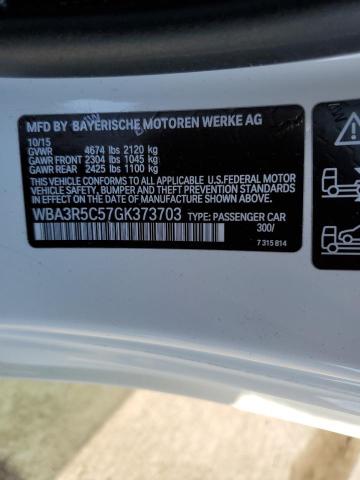 MFD BY BAYERISCHE MOTOREN WERKE AG
10/15
GVWR 4674 lbs 2120 kg
GAWR FRONT 2304 lbs 1045 kg
GAWR REAR 2425 lbs 1100 kg
THIS VEHICLE CONFORMS TO ALL APPLICABLE U.S.FEDERAL MOTOR
VEHICLE SAFETY, BUMPER AND THEFT PREVENTION STANDARDS
IN EFFECT ON THE DATE OF MANUFACTURE SHOWN ABOVE.
WBA3R5C57GK373703 TYPE: PASSENGER CAR
300/
7 315 814